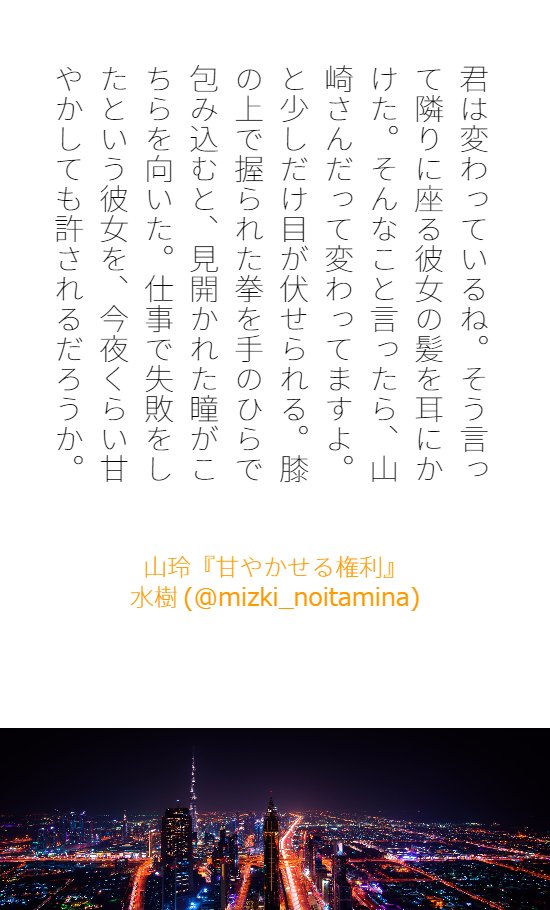 君は変わっているね。そう言っ
て隣りに座る彼女の髪を耳にか
けた。そんなこと言ったら、山
崎さんだって変わってますよ。
と少しだけ目が伏せられる。膝
の上で握られた拳を手のひらで
包み込むと、見開かれた瞳がこ
ちらを向いた。仕事で失敗をし
たという彼女を、今夜くらい甘
やかしても許されるだろうか。
山玲『甘やかせる権利』
水樹 (@mizki_noitamina)